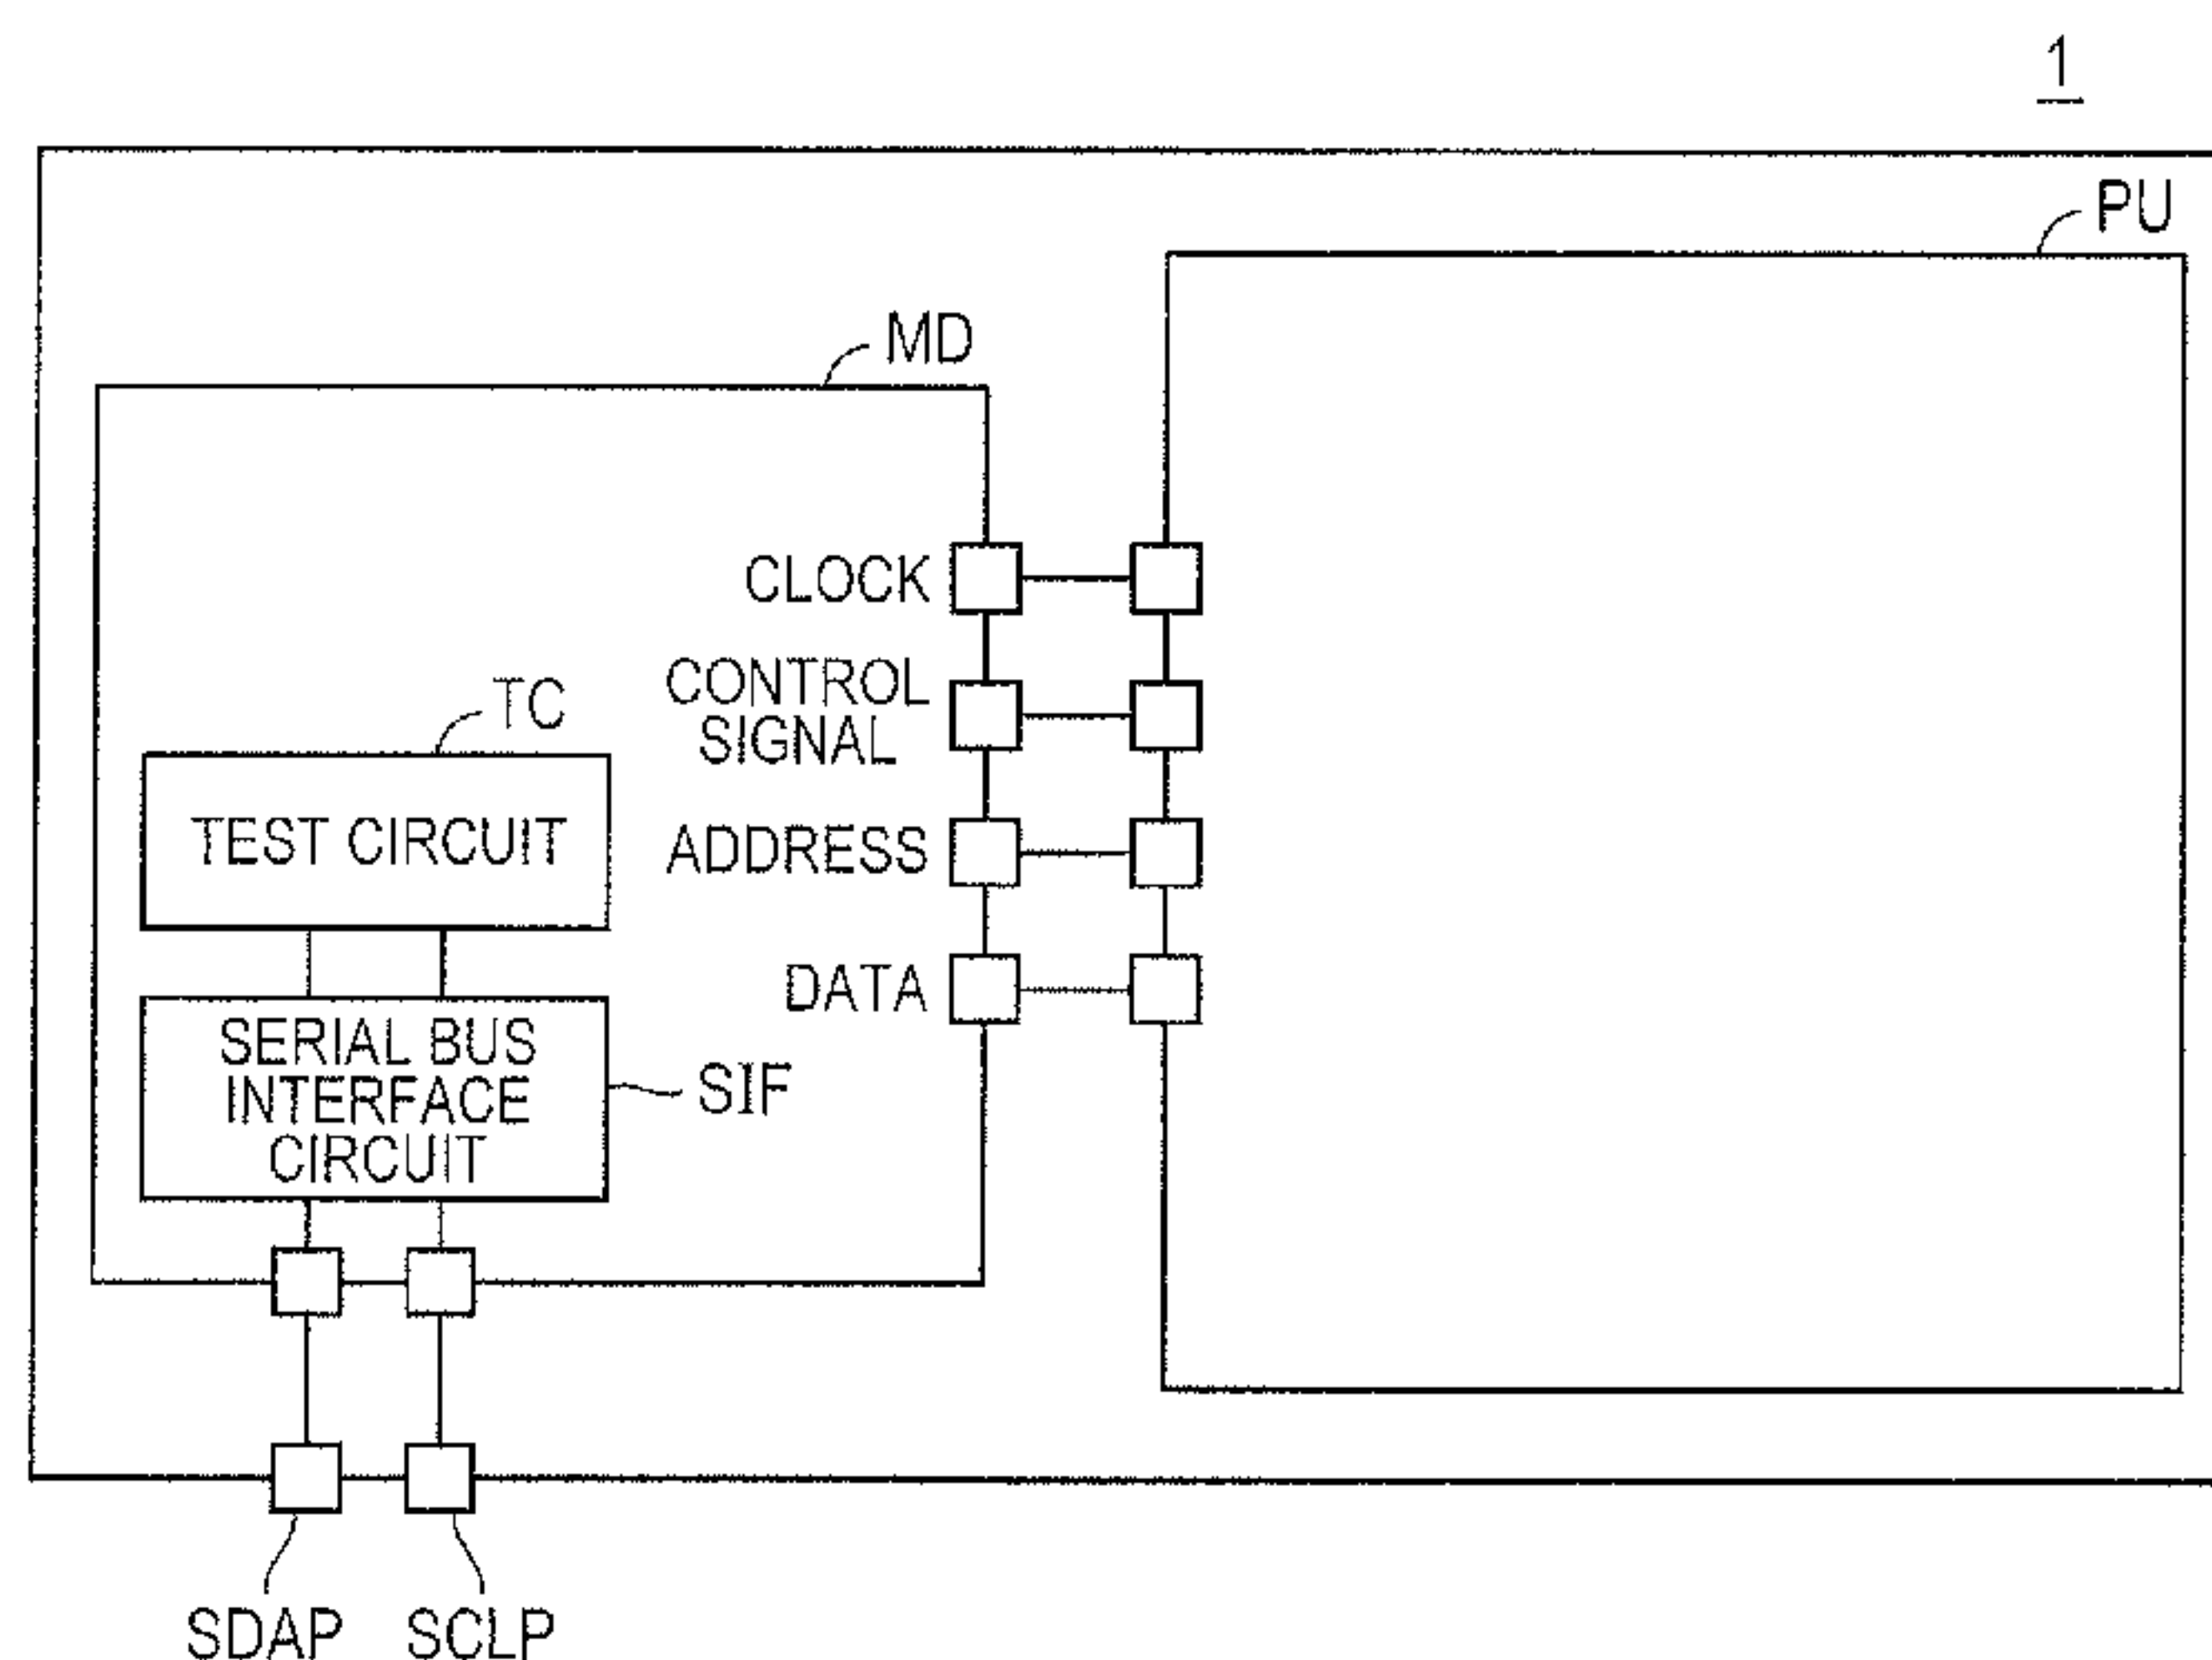 1
PU
MD
CLOCK
CONTROL
SIGNAL
TC
TEST CIRCUIT
ADDRESS
DATA
SERIAL BUS
INTERFACE
CIRCUIT
SIF
SDAP
SCLP